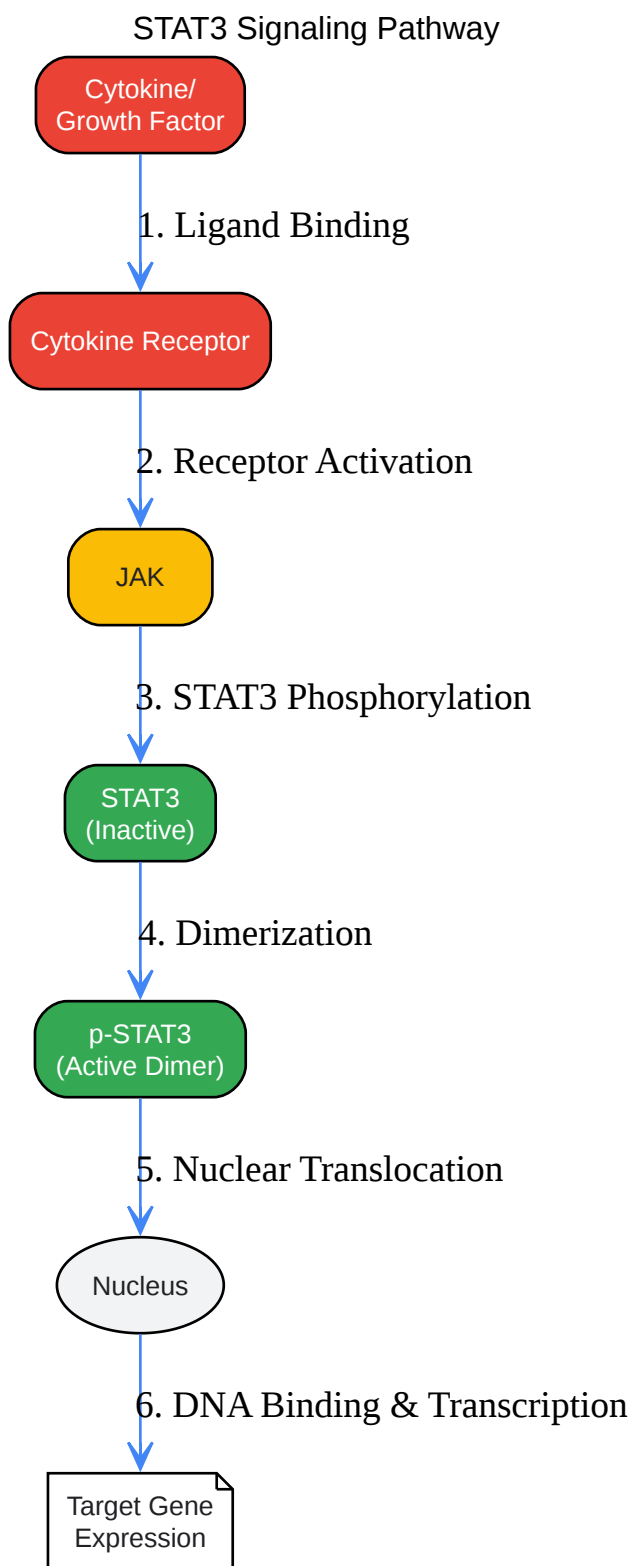 STAT3 Signaling Pathway
Cytokine/
Growth Factor
1. Ligand Binding
Cytokine Receptor
2. Receptor Activation
JAK
3. STAT3 Phosphorylation
STAT3
(Inactive)
4. Dimerization
p-STAT3
(Active Dimer)
5. Nuclear Translocation
Nucleus
6. DNA Binding & Transcription
Target Gene
Expression